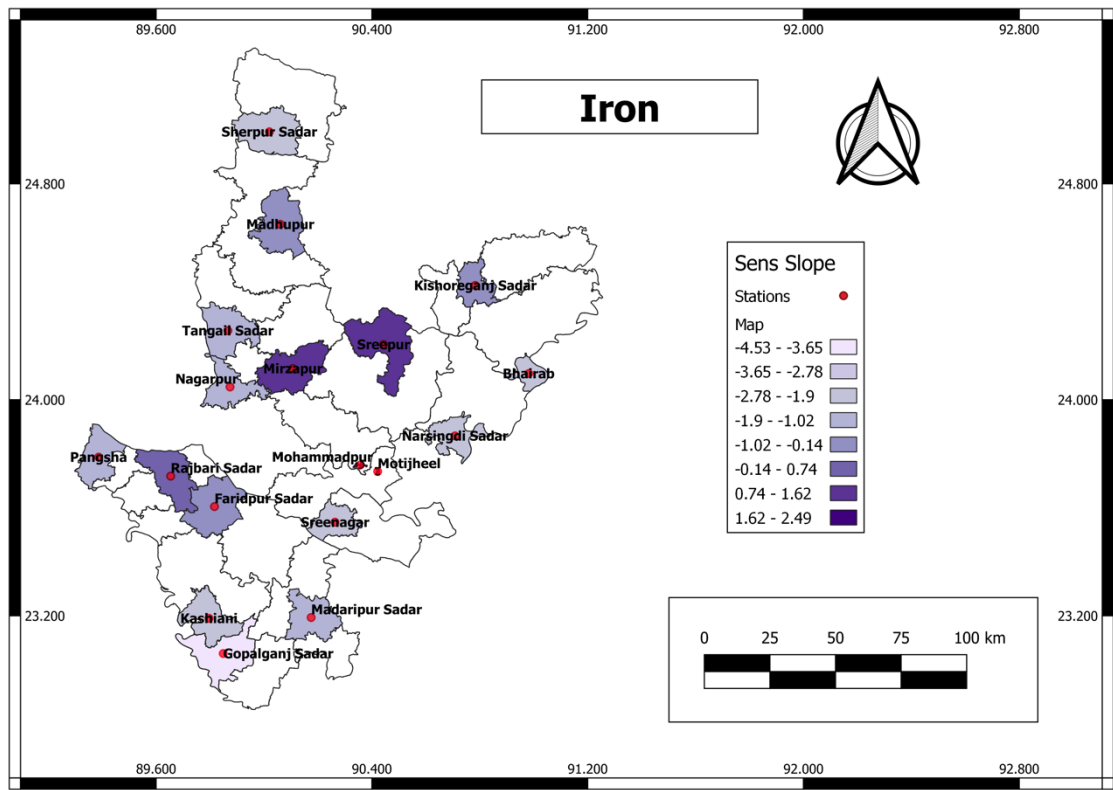 89.600 90.400 91.200 92.000 92.800
Iron
Sherpur Sadar
24.800 24.800
Madhupur
Sens Slope
Kishoreganj Sadar
Stations
Map
Tangail Sadar
Sreepur
-4.53 - -3.65
Mirzapur
-3.65 - -2.78
Nagarpur
Bhairab
-2.78 - -1.9
24.000 24.000
-1.9 - -1.02
Narsingdi Sadar
-1.02 - -0.14
Pangsha
Mohammadpur
Motijheel
Rajbari Sadar
-0.14 - 0.74
0.74 - 1.62
Faridpur Sadar
1.62 - 2.49
Sreenagar
23.200 23.200
Kashiani
Madaripur Sadar
0 25 50 75 100 km
Gopalganj Sadar
89.600 90.400 91.200 92.000 92.800